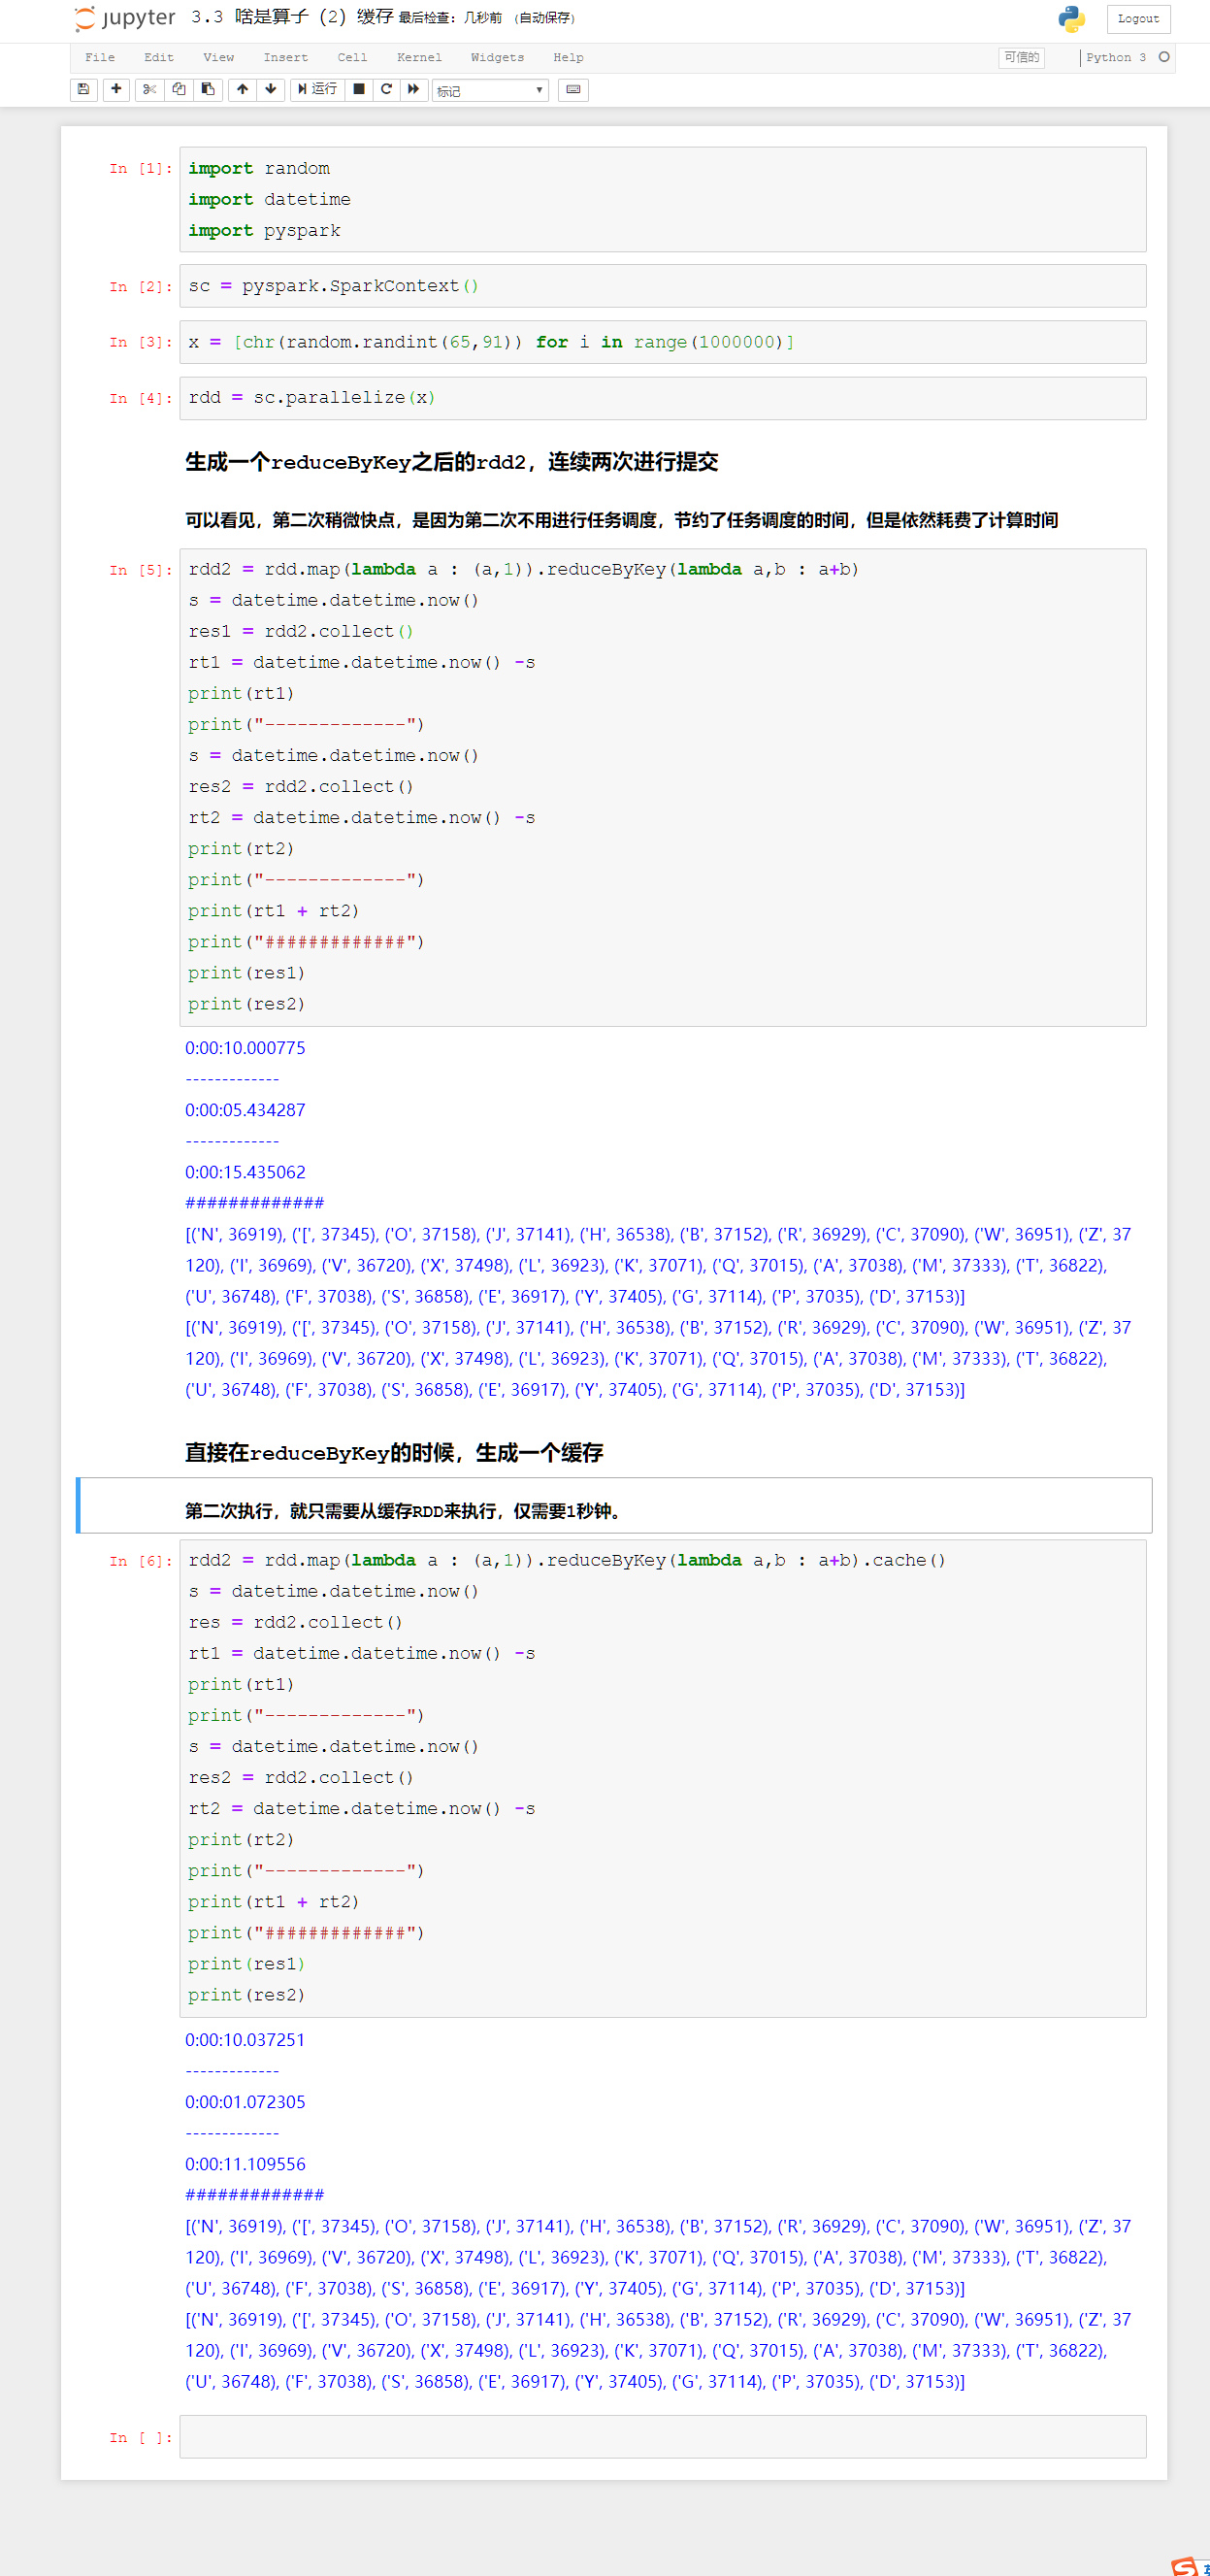 jupyter 3.3 啥是算子（2）缓存 最后检查：几秒前 （自动保存）
Logout
File Edit View Insert Cell Kernel Widgets Help 可信的 Python 3
运行 标记
In [1]: import random
import datetime
import pyspark
In [2]: sc = pyspark.SparkContext()
In [3]: x = [chr(random.randint(65,91)) for i in range(1000000)]
In [4]: rdd = sc.parallelize(x)
生成一个reduceByKey之后的rdd2，连续两次进行提交
可以看见，第二次稍微快点，是因为第二次不用进行任务调度，节约了任务调度的时间，但是依然耗费了计算时间
In [5]: rdd2 = rdd.map(lambda a : (a,1)).reduceByKey(lambda a,b : a+b)
s = datetime.datetime.now()
res1 = rdd2.collect()
rt1 = datetime.datetime.now() -s
print(rt1)
print("-------------")
s = datetime.datetime.now()
res2 = rdd2.collect()
rt2 = datetime.datetime.now() -s
print(rt2)
print("-------------")
print(rt1 + rt2)
print("#############")
print(res1)
print(res2)
0:00:10.000775
-------------
0:00:05.434287
-------------
0:00:15.435062
#############
[('N', 36919), ('[', 37345), ('O', 37158), ('J', 37141), ('H', 36538), ('B', 37152), ('R', 36929), ('C', 37090), ('W', 36951), ('Z', 37
120), ('I', 36969), ('V', 36720), ('X', 37498), ('L', 36923), ('K', 37071), ('Q', 37015), ('A', 37038), ('M', 37333), ('T', 36822),
('U', 36748), ('F', 37038), ('S', 36858), ('E', 36917), ('Y', 37405), ('G', 37114), ('P', 37035), ('D', 37153)]
[('N', 36919), ('[', 37345), ('O', 37158), ('J', 37141), ('H', 36538), ('B', 37152), ('R', 36929), ('C', 37090), ('W', 36951), ('Z', 37
120), ('I', 36969), ('V', 36720), ('X', 37498), ('L', 36923), ('K', 37071), ('Q', 37015), ('A', 37038), ('M', 37333), ('T', 36822),
('U', 36748), ('F', 37038), ('S', 36858), ('E', 36917), ('Y', 37405), ('G', 37114), ('P', 37035), ('D', 37153)]
直接在reduceByKey的时候，生成一个缓存
第二次执行，就只需要从缓存RDD来执行，仅需要1秒钟。
In [6]: rdd2 = rdd.map(lambda a : (a,1)).reduceByKey(lambda a,b : a+b).cache()
s = datetime.datetime.now()
res = rdd2.collect()
rt1 = datetime.datetime.now() -s
print(rt1)
print("-------------")
s = datetime.datetime.now()
res2 = rdd2.collect()
rt2 = datetime.datetime.now() -s
print(rt2)
print("-------------")
print(rt1 + rt2)
print("#############")
print(res1)
print(res2)
0:00:10.037251
-------------
0:00:01.072305
-------------
0:00:11.109556
#############
[('N', 36919), ('[', 37345), ('O', 37158), ('J', 37141), ('H', 36538), ('B', 37152), ('R', 36929), ('C', 37090), ('W', 36951), ('Z', 37
120), ('I', 36969), ('V', 36720), ('X', 37498), ('L', 36923), ('K', 37071), ('Q', 37015), ('A', 37038), ('M', 37333), ('T', 36822),
('U', 36748), ('F', 37038), ('S', 36858), ('E', 36917), ('Y', 37405), ('G', 37114), ('P', 37035), ('D', 37153)]
[('N', 36919), ('[', 37345), ('O', 37158), ('J', 37141), ('H', 36538), ('B', 37152), ('R', 36929), ('C', 37090), ('W', 36951), ('Z', 37
120), ('I', 36969), ('V', 36720), ('X', 37498), ('L', 36923), ('K', 37071), ('Q', 37015), ('A', 37038), ('M', 37333), ('T', 36822),
('U', 36748), ('F', 37038), ('S', 36858), ('E', 36917), ('Y', 37405), ('G', 37114), ('P', 37035), ('D', 37153)]
In [ ]: